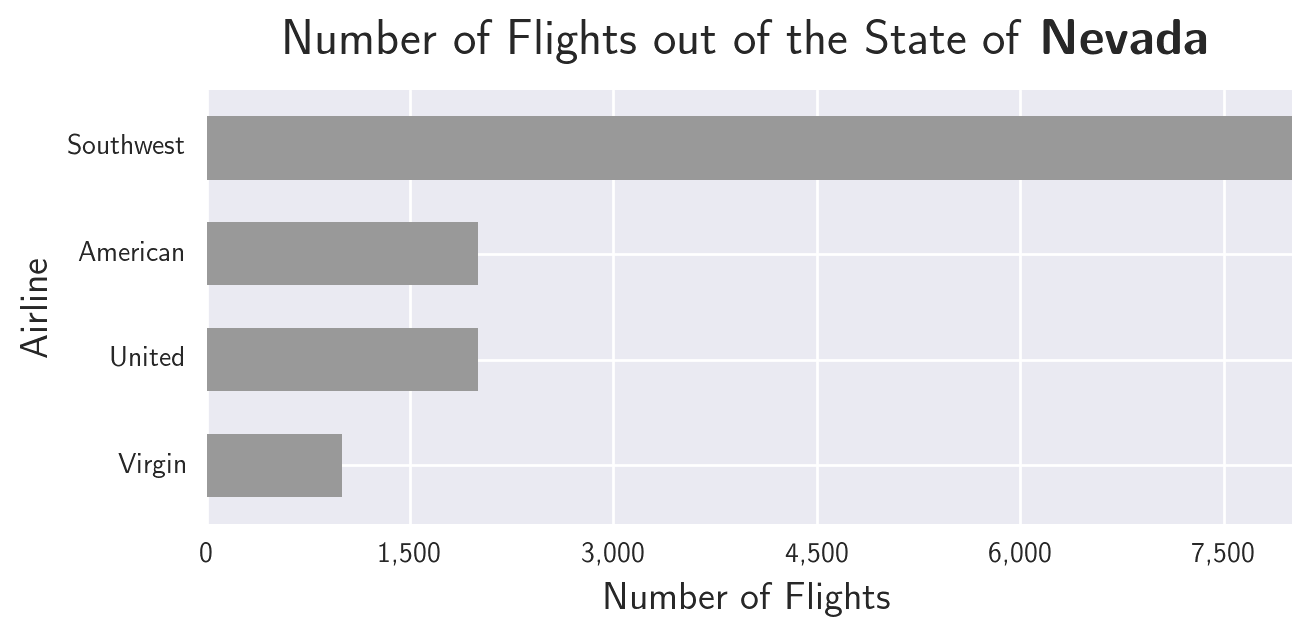 Number of Flights out of the State of Nevada
Southwest
American
United
Virgin
Airline
0 1,500 3,000 4,500 6,000 7,500
Number of Flights